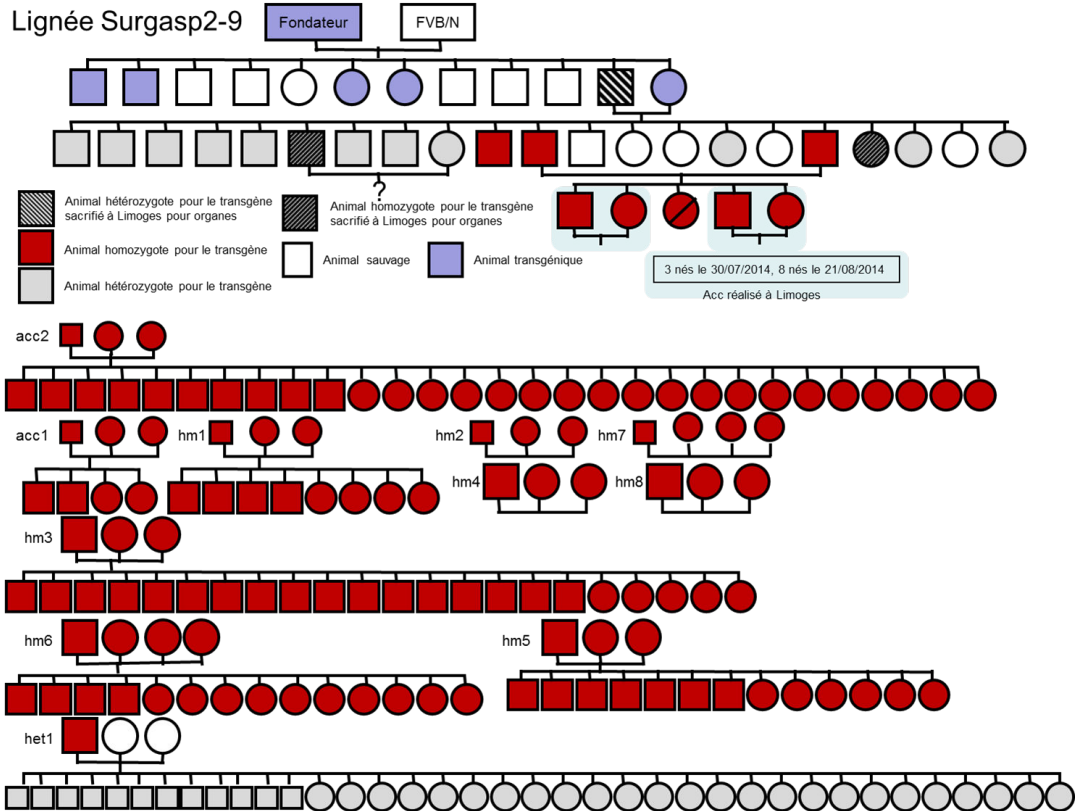 Lignée Surgasp2-9
Fondateur
FVB/N
?
Animal hétérozygote pour le transgène
sacrifié à Limoges pour organes
Animal homozygote pour le transgène
sacrifié à Limoges pour organes
Animal homozygote pour le transgène
Animal sauvage
Animal transgénique
Animal hétérozygote pour le transgène
3 nés le 30/07/2014, 8 nés le 21/08/2014
Acc réalisé à Limoges
acc2
acc1
hm1
hm2
hm7
hm4
hm8
hm3
hm6
hm5
het1